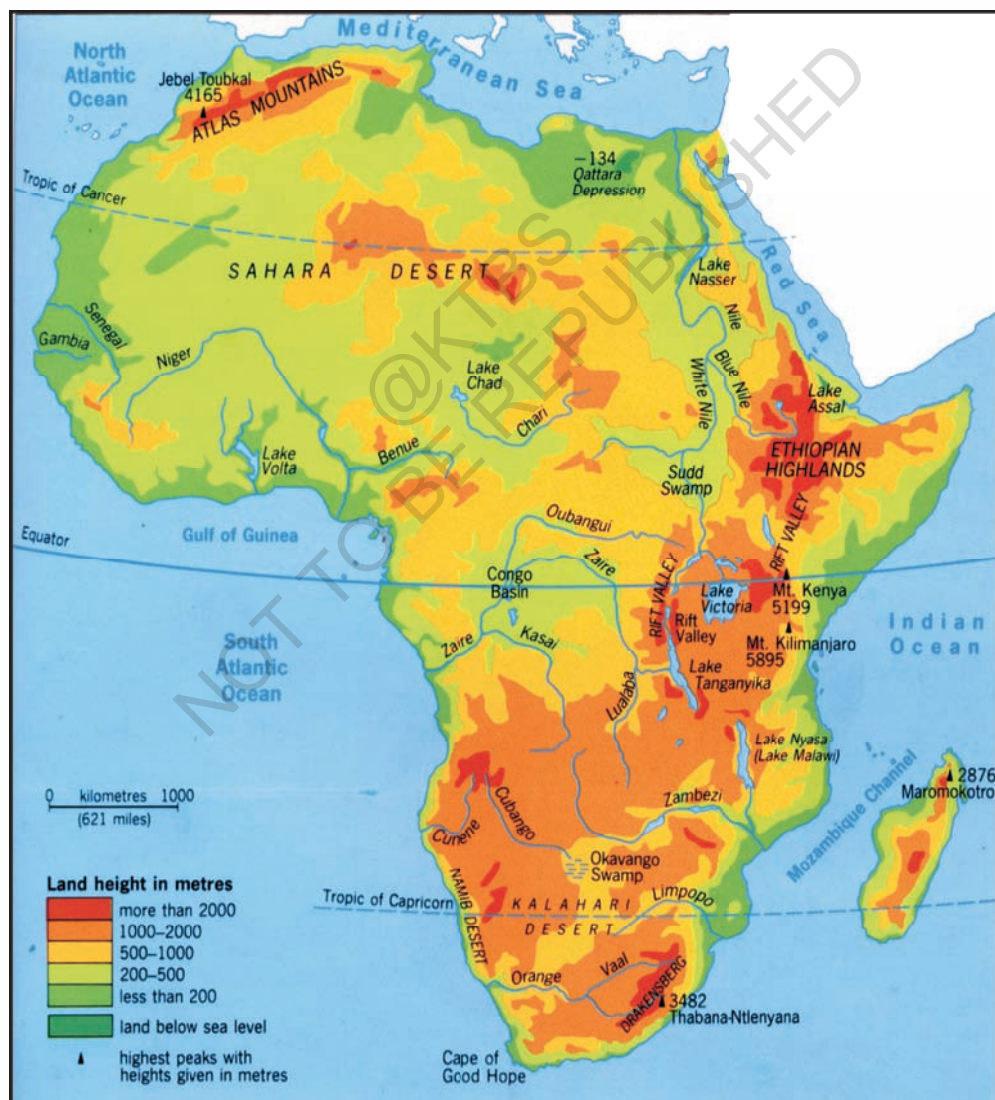 Mediterranean Sea
North
Atlantic
Ocean
Jebel Toubkal
4165
ATLAS MOUNTAINS
−134
Qattara
Depression
Tropic of Cancer
SAHARA DESERT
Lake
Nasser
Red Sea
Nile
Senegal
Gambia
Niger
Lake
Chad
Chari
White Nile
Blue Nile
Lake
Assal
Lake
Volta
Benue
ETHIOPIAN
HIGHLANDS
Sudd
Swamp
Oubangui
Equator
Gulf of Guinea
Zaire
RIFT VALLEY
RIFT VALLEY
Congo
Basin
Lake
Victoria
Mt. Kenya
5199
Rift
Valley
Indian
Ocean
South
Atlantic
Ocean
Zaire
Kasai
Mt. Kilimanjaro
5895
Lake
Tanganyika
Lualaba
Lake Nyasa
(Lake Malawi)
2876
Maromokotro
Mozambique Channel
0 kilometres 1000
(621 miles)
Zambezi
Cubango
Cunene
Okavango
Swamp
Land height in metres
more than 2000
1000–2000
500–1000
200–500
less than 200
land below sea level
highest peaks with
heights given in metres
Tropic of Capricorn
NAMIB DESERT
KALAHARI
DESERT
Limpopo
Vaal
Orange
DRAKENSBERG
3482
Thabana-Ntlenyana
Cape of
Good Hope
@KTBS
NOT TO BE REPUBLISHED